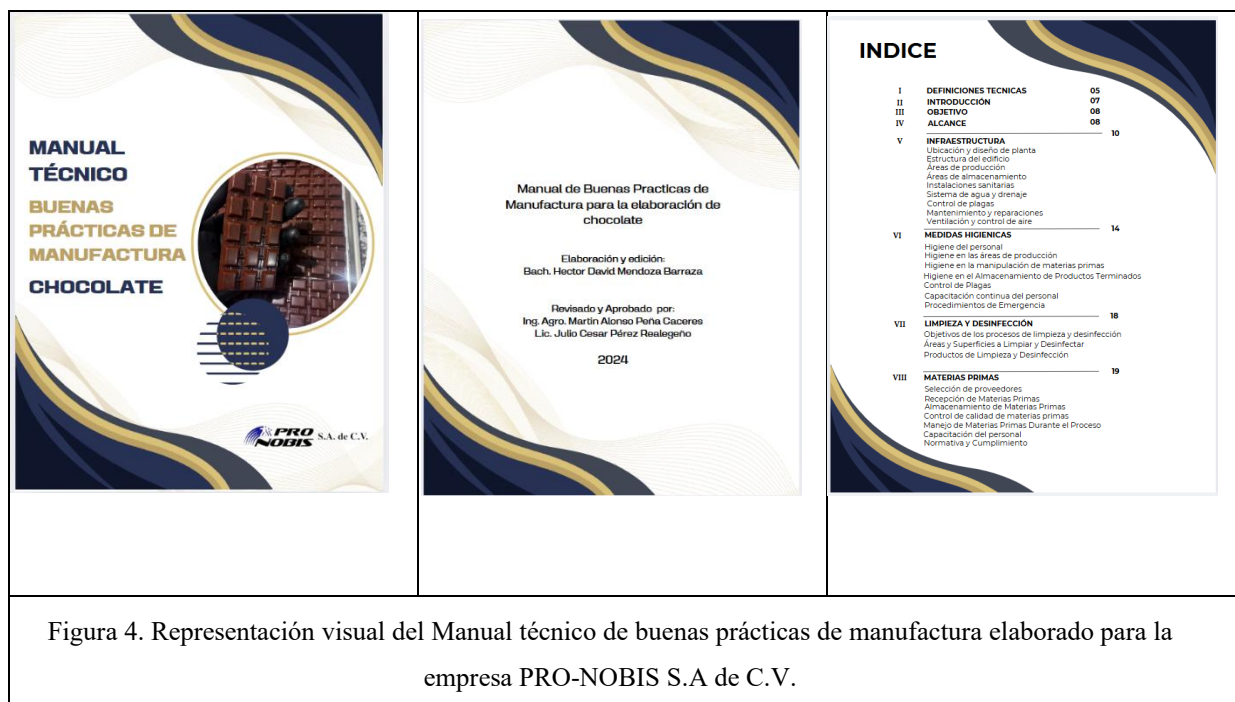 MANUAL
TÉCNICO
BUENAS
PRÁCTICAS DE
MANUFACTURA
CHOCOLATE
PRO
NOBIS S.A. de C.V.
Manual de Buenas Practicas de
Manufactura para la elaboración de
chocolate
Elaboración y edición:
Bach. Hector David Mendoza Barraza
Revisado y Aprobado por:
Ing. Agro. Martin Alonso Peña Caceres
Lic. Julio Cesar Pérez Realegeño
2024
INDICE
I DEFINICIONES TECNICAS 05
II INTRODUCCIÓN 07
III OBJETIVO 08
IV ALCANCE 08
10
V INFRAESTRUCTURA
Ubicación y diseño de planta
Estructura del edificio
Áreas de producción
Áreas de almacenamiento
Instalaciones sanitarias
Sistema de agua y drenaje
Control de plagas
Mantenimiento y reparaciones
Ventilación y control de aire
14
VI MEDIDAS HIGIENICAS
Higiene del personal
Higiene en las áreas de producción
Higiene en la manipulación de materias primas
Higiene en el Almacenamiento de Productos Terminados
Control de Plagas
Capacitación continua del personal
Procedimientos de Emergencia
18
VII LIMPIEZA Y DESINFECCIÓN
Objetivos de los procesos de limpieza y desinfección
Áreas y Superficies a Limpiar y Desinfectar
Productos de Limpieza y Desinfección
19
VIII MATERIAS PRIMAS
Selección de proveedores
Recepción de Materias Primas
Almacenamiento de Materias Primas
Control de calidad de materias primas
Manejo de Materias Primas Durante el Proceso
Capacitación del personal
Normativa y Cumplimiento
Figura 4. Representación visual del Manual técnico de buenas prácticas de manufactura elaborado para la
empresa PRO-NOBIS S.A de C.V.